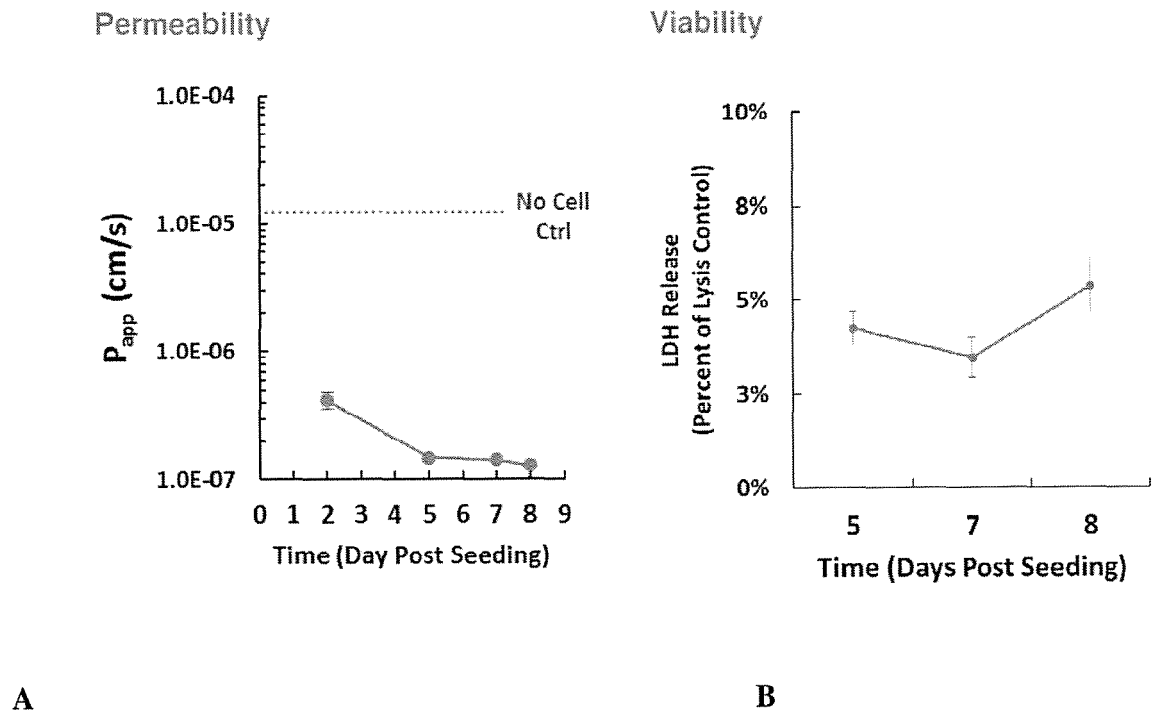 Permeability
1.0E-04
1.0E-05
1.0E-06
1.0E-07
P_app (cm/s)
No Cell
Ctrl
0 1 2 3 4 5 6 7 8 9
Time (Day Post Seeding)
A
Viability
10%
8%
5%
3%
0%
LDH Release
(Percent of Lysis Control)
5 7 8
Time (Days Post Seeding)
B